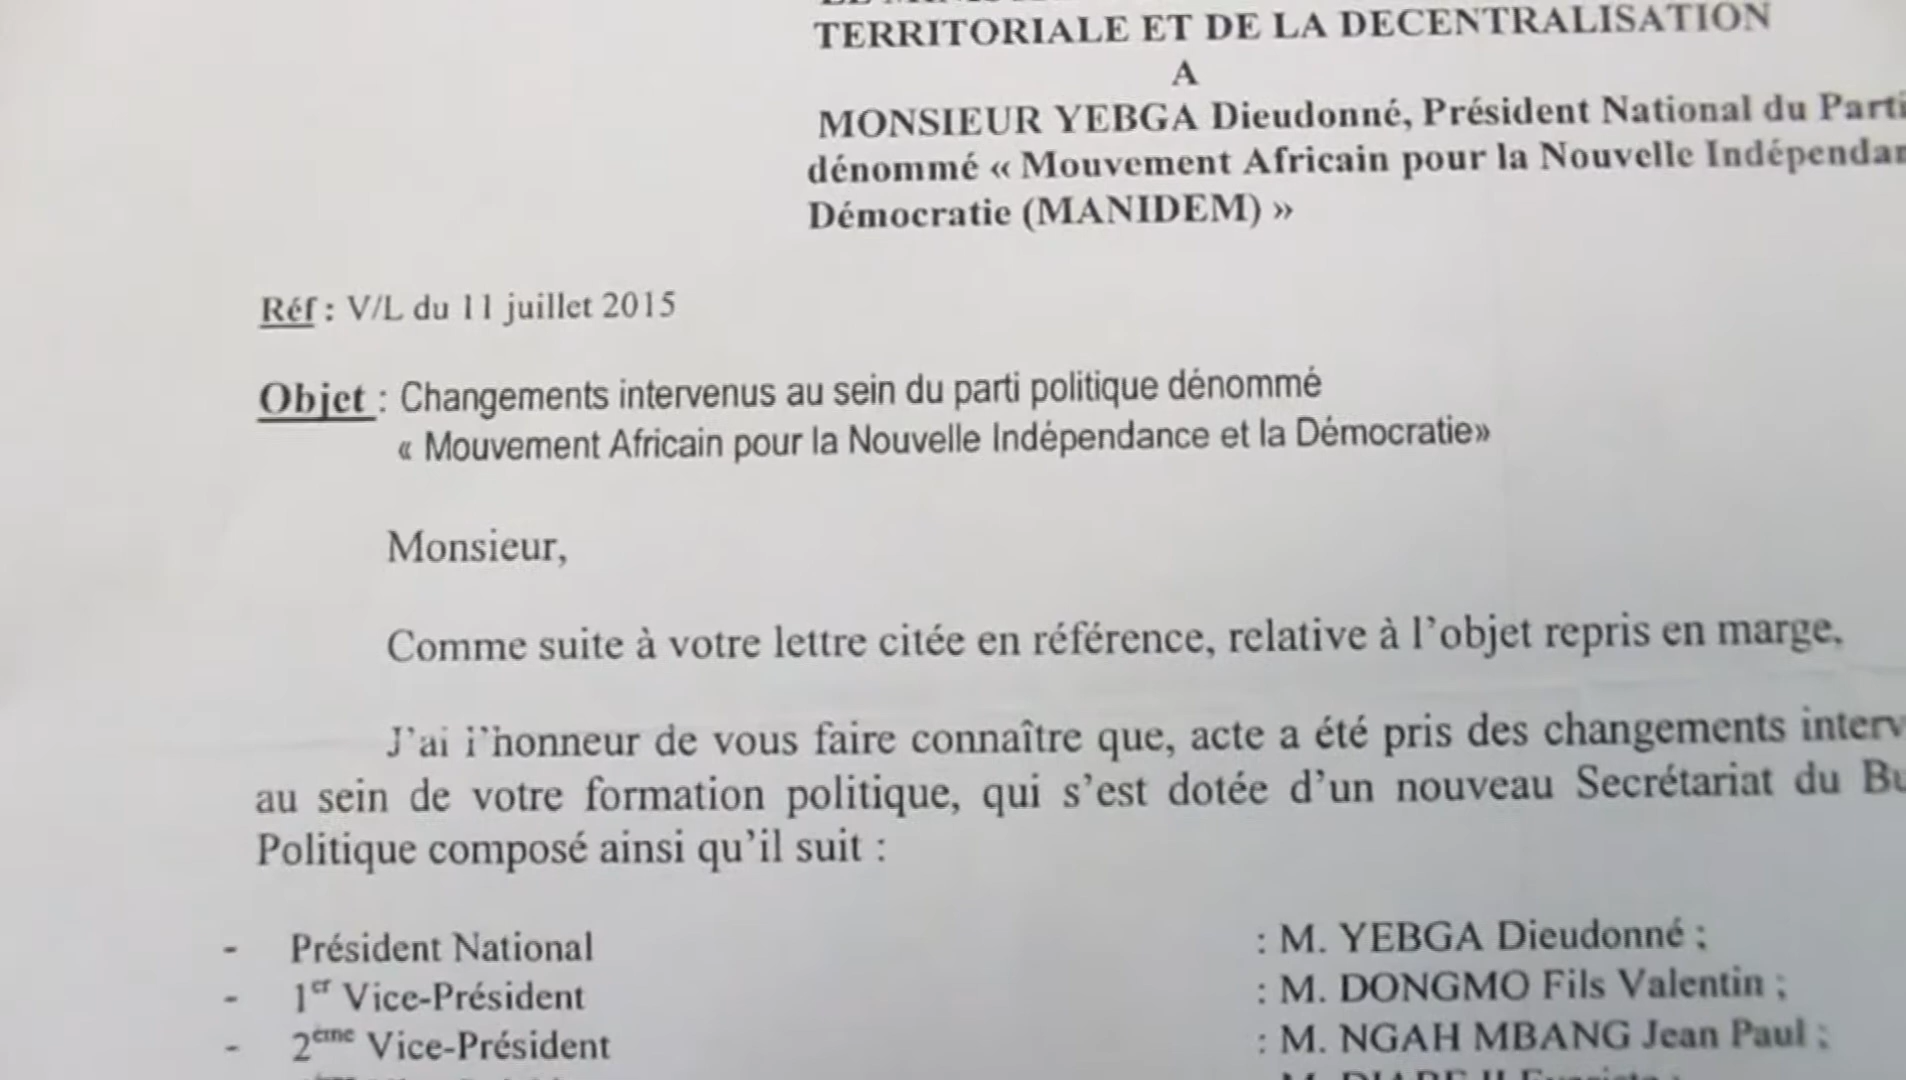 TERRITORIALE ET DE LA DECENTRALISATION
A
MONSIEUR YEBGA Dieudonné, Président National du Parti
dénommé « Mouvement Africain pour la Nouvelle
Démocratie (MANIDEM) »
Réf : V/L du 11 juillet 2015
Objet : Changements intervenus au sein du parti politique dénommé
« Mouvement Africain pour la Nouvelle Indépendance et la Démocratie»
Monsieur,
Comme suite à votre lettre citée en référence, relative à l'objet repris en marge,
J'ai l'honneur de vous faire connaître que, acte a été pris des changements
au sein de votre formation politique, qui s'est dotée d'un nouveau Secrétariat du
Politique composé ainsi qu'il suit :
- Président National : M. YEBGA Dieudonné ;
- 1er Vice-Président : M. DONGMO Fils Valentin ;
- 2ème Vice-Président : M. NGAH MBANG Jean Paul ;